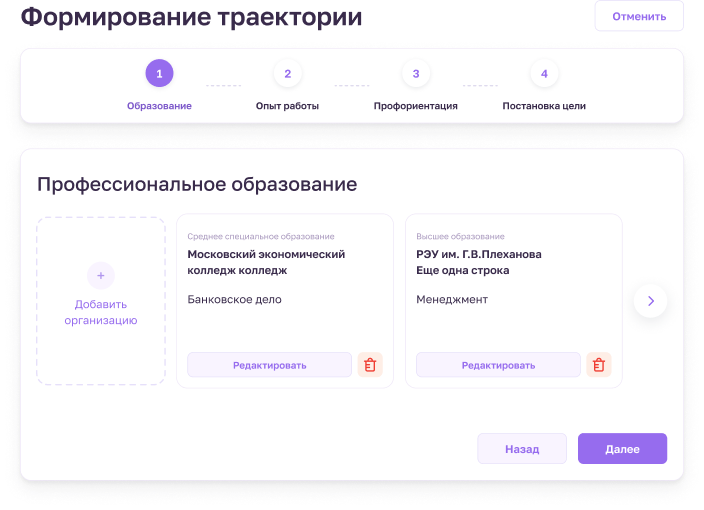 Формирование траектории
Отменить
1
2
3
4
Образование
Опыт работы
Профориентация
Постановка цели
Профессиональное образование
+
Добавить
организацию
Среднее специальное образование
Московский экономический
колледж колледж
Банковское дело
Редактировать
Высшее образование
РЭУ им. Г.В.Плеханова
Еще одна строка
Менеджмент
Редактировать
Назад
Далее